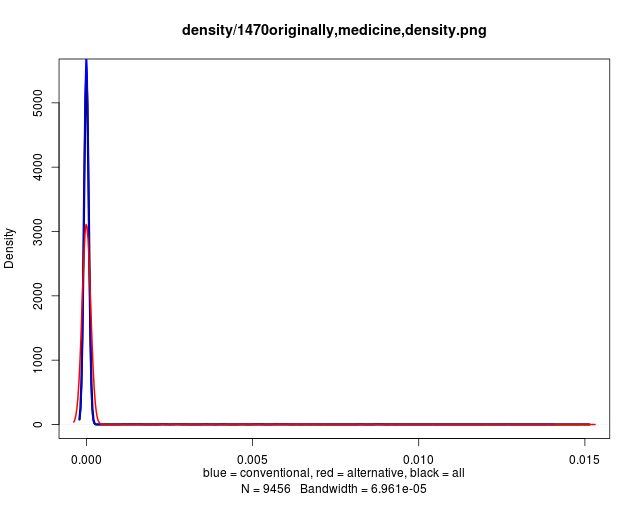 density/1470originally,medicine,density.png
Density
5000
4000
3000
2000
1000
0
0.000 0.005 0.010 0.015
blue = conventional, red = alternative, black = all
N = 9456 Bandwidth = 6.961e-05